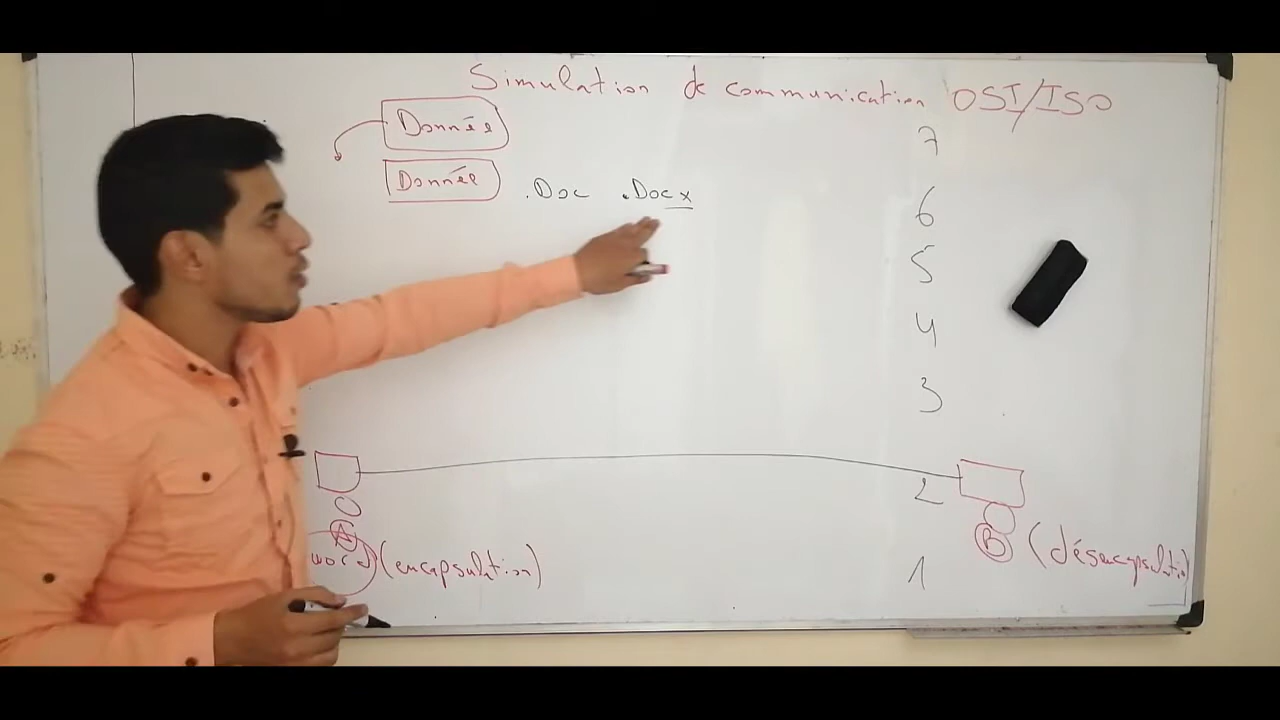 Simulation de communication OSI/ISO
Donnée
7
Donnée .Doc .Docx
6
5
4
3
2
A
B
word (encapsulation)
(désencapsulation)
1